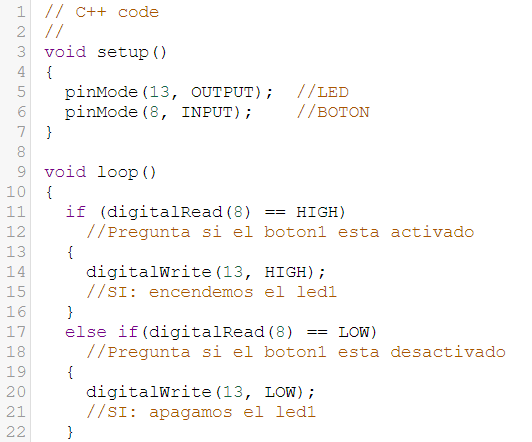 1 // C++ code
2 //
3 void setup()
4 {
5   pinMode(13, OUTPUT);  //LED
6   pinMode(8, INPUT);    //BOTON
7 }
8
9 void loop()
10 {
11   if (digitalRead(8) == HIGH)
12     //Pregunta si el boton1 esta activado
13   {
14     digitalWrite(13, HIGH);
15     //SI: encendemos el led1
16   }
17   else if(digitalRead(8) == LOW)
18     //Pregunta si el boton1 esta desactivado
19   {
20     digitalWrite(13, LOW);
21     //SI: apagamos el led1
22   }